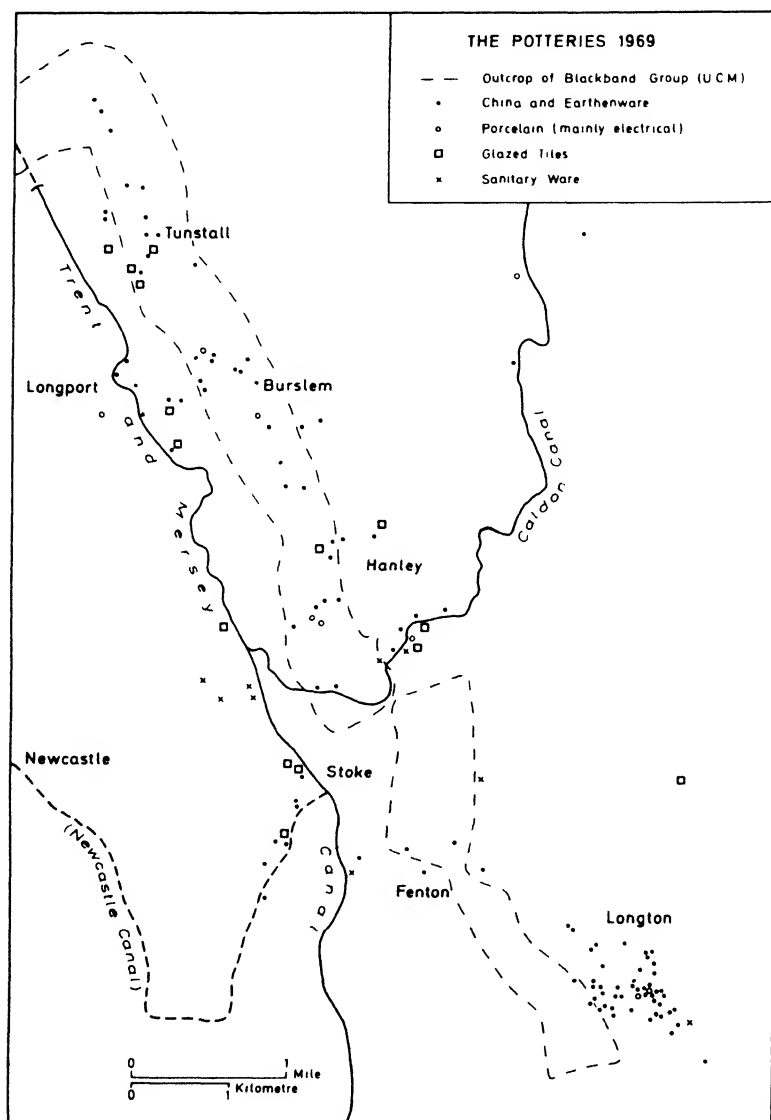 THE POTTERIES 1969
Outcrop of Blackband Group (UCM)
China and Earthenware
Porcelain (mainly electrical)
Glazed Tiles
Sanitary Ware
Tunstall
Trent and Mersey Canal
Longport
Burslem
Caldon Canal
Hanley
Newcastle
Stoke
(Newcastle Canal)
Fenton
Longton
0 1
Mile
Kilometre
0 1